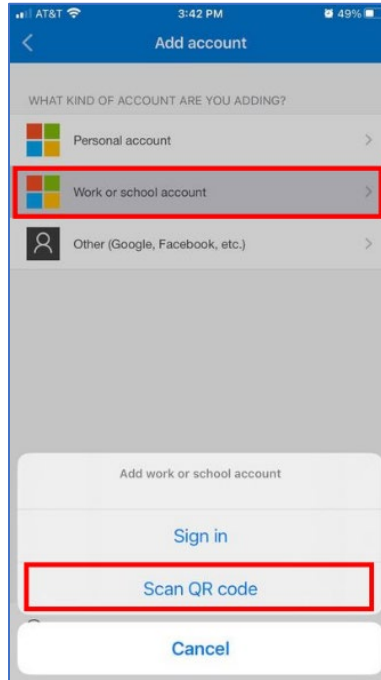 AT&T 3:42 PM 49%
Add account
WHAT KIND OF ACCOUNT ARE YOU ADDING?
Personal account
Work or school account
Other (Google, Facebook, etc.)
Add work or school account
Sign in
Scan QR code
Cancel